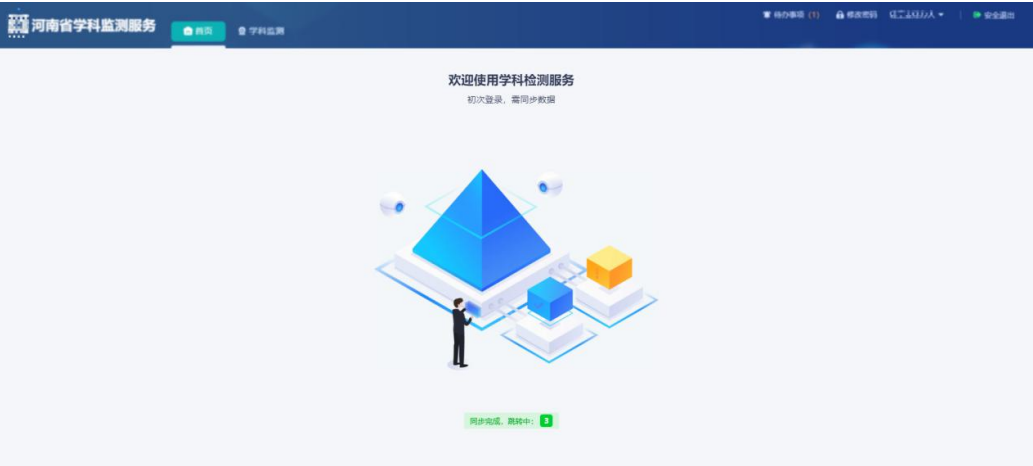 河南省学科监测服务
首页
学科监测
待办事项 (1)
修改密码
安全退出
欢迎使用学科检测服务
初次登录，需同步数据
同步完成，跳转中： 3